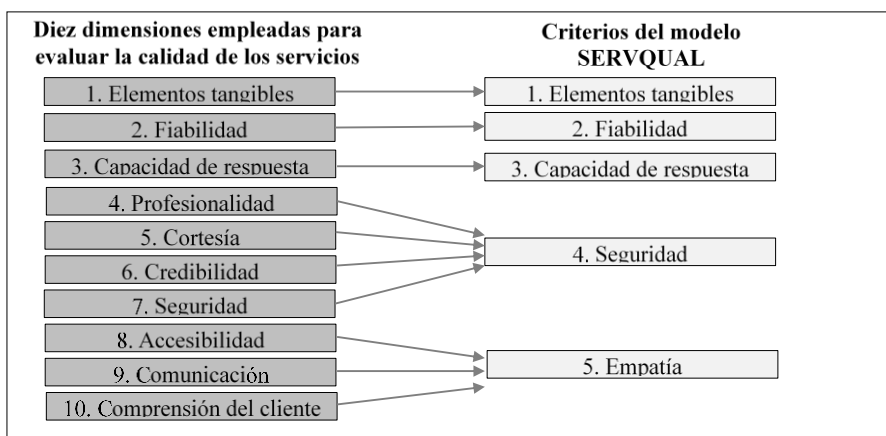 Diez dimensiones empleadas para
evaluar la calidad de los servicios
1. Elementos tangibles
2. Fiabilidad
3. Capacidad de respuesta
4. Profesionalidad
5. Cortesía
6. Credibilidad
7. Seguridad
8. Accesibilidad
9. Comunicación
10. Comprensión del cliente
Criterios del modelo
SERVQUAL
1. Elementos tangibles
2. Fiabilidad
3. Capacidad de respuesta
4. Seguridad
5. Empatía